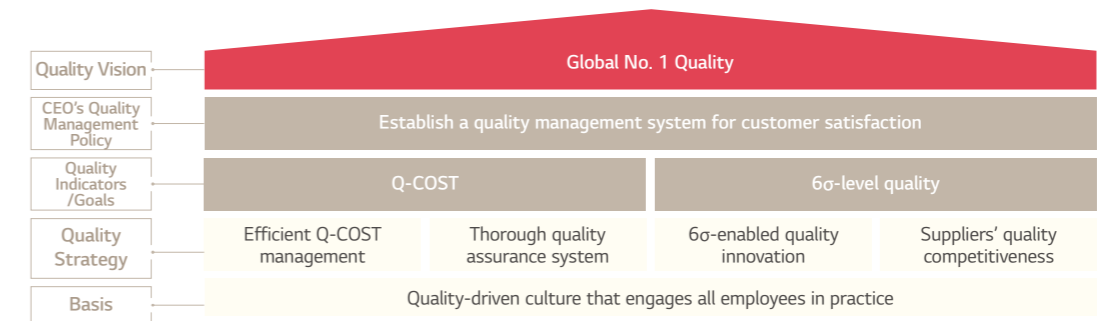 Quality Vision
Global No. 1 Quality
CEO's Quality
Management
Policy
Establish a quality management system for customer satisfaction
Quality
Indicators
/Goals
Q-COST
6σ-level quality
Quality
Strategy
Efficient Q-COST
management
Thorough quality
assurance system
6σ-enabled quality
innovation
Suppliers' quality
competitiveness
Basis
Quality-driven culture that engages all employees in practice